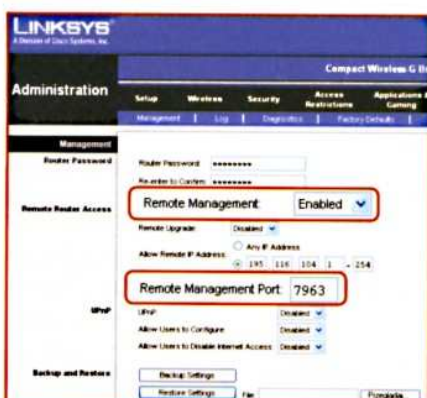 LINKSYS
A Division of Cisco Systems, Inc.
Compact Wireless-G
Administration
Setup Wireless Security Access Restrictions Applications & Gaming
Management | Log | Diagnostics | Factory Defaults |
Management
Router Password
Router Password: ••••••••
Re-enter to Confirm: ••••••••
Remote Router Access
Remote Management: Enabled
Remote Upgrade: Disabled
Allow Remote IP Address:
Any IP Address
195 . 116 . 104 . 1 - 254
Remote Management Port: 7963
UPnP
UPnP: Disabled
Allow Users to Configure: Disabled
Allow Users to Disable Internet Access: Disabled
Backup and Restore
Backup Settings
Restore Settings File: Przeglądaj...